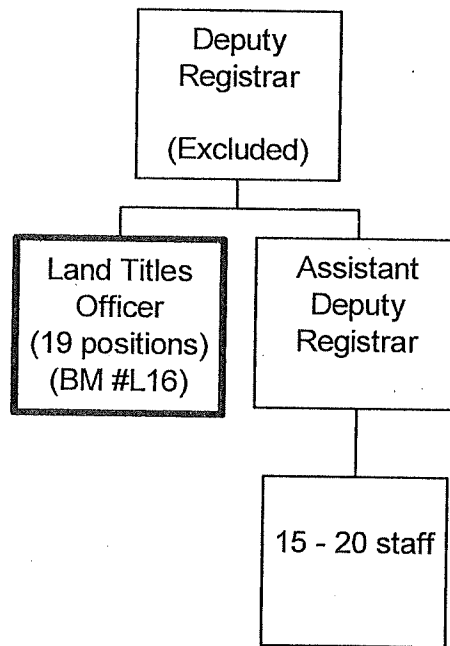 Deputy
Registrar
(Excluded)
Land Titles
Officer
(19 positions)
(BM #L16)
Assistant
Deputy
Registrar
15 - 20 staff